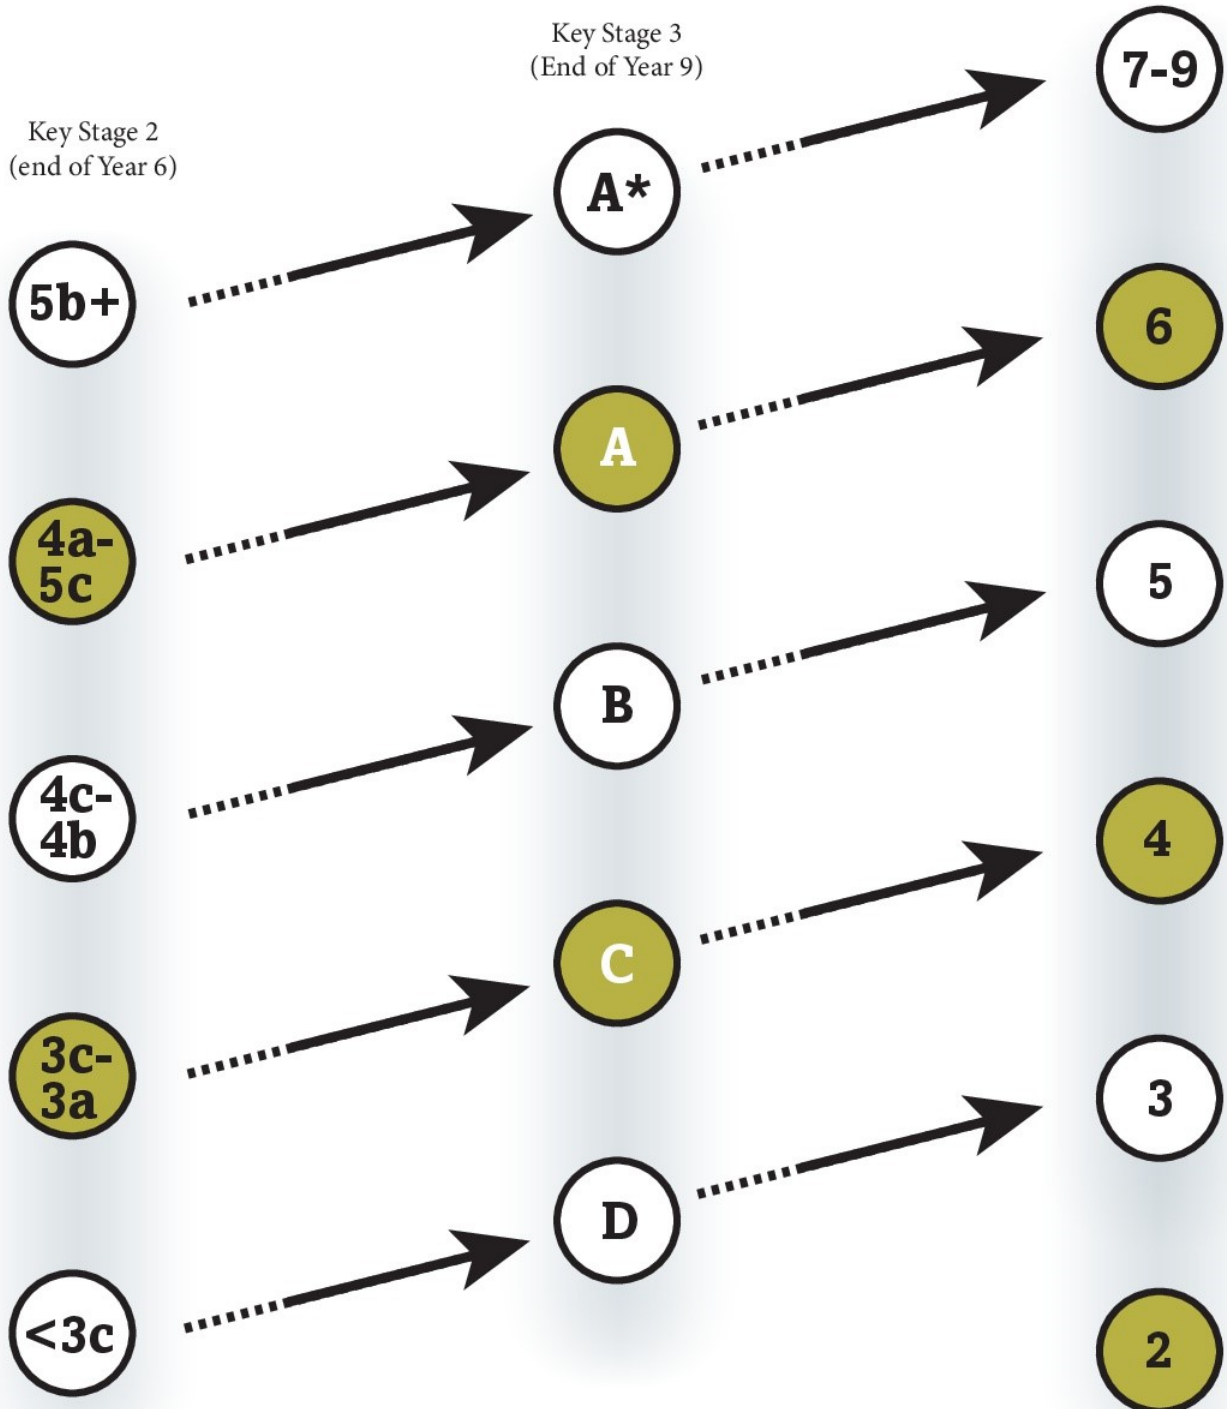 Key Stage 2
(end of Year 6)
5b+
4a-
5c
4c-
4b
3c-
3a
<3c
Key Stage 3
(End of Year 9)
A*
A
B
C
D
7-9
6
5
4
3
2